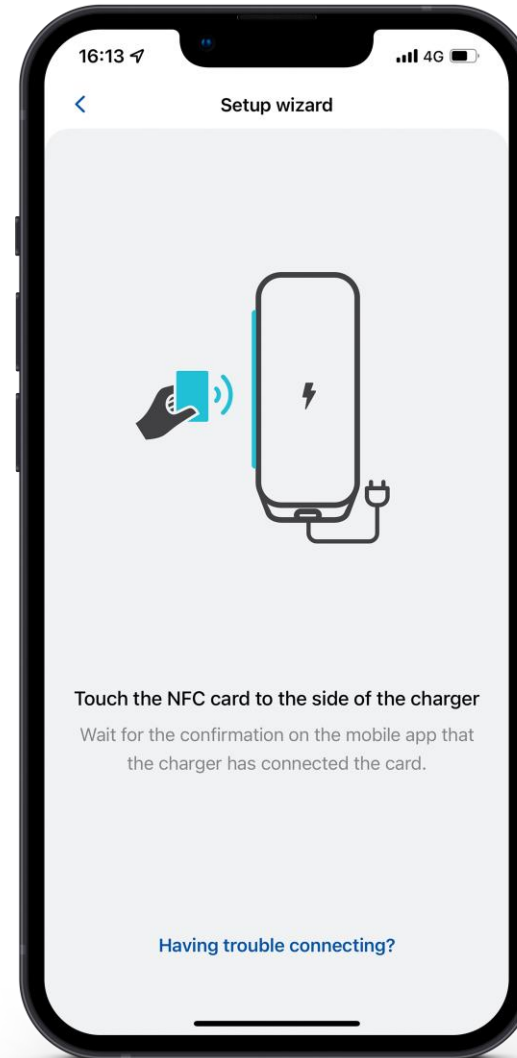 16:13
4G
Setup wizard
Touch the NFC card to the side of the charger
Wait for the confirmation on the mobile app that
the charger has connected the card.
Having trouble connecting?